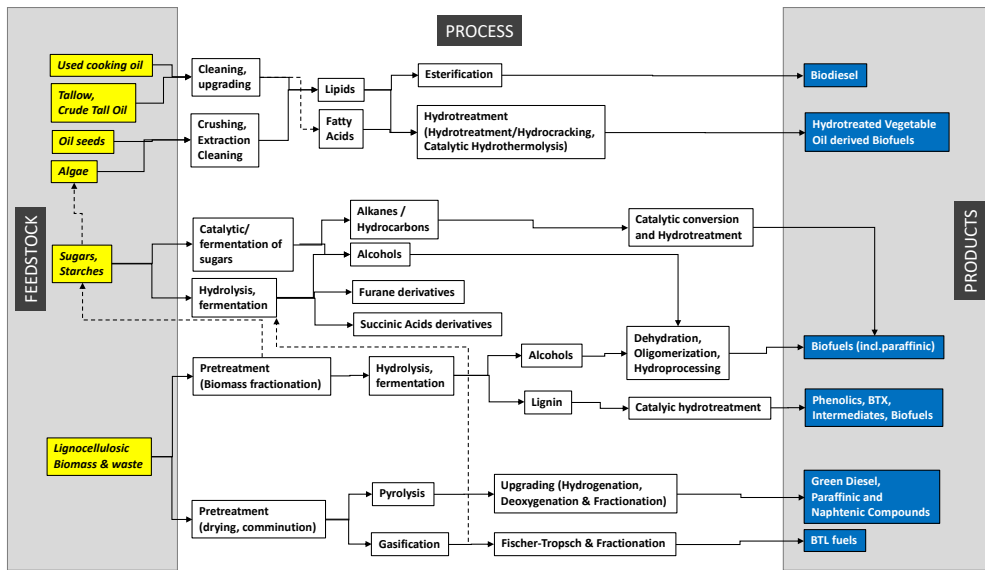 PROCESS
FEEDSTOCK
PRODUCTS
Used cooking oil
Tallow,
Crude Tall Oil
Oil seeds
Algae
Sugars,
Starches
Lignocellulosic
Biomass & waste
Cleaning,
upgrading
Crushing,
Extraction
Cleaning
Lipids
Fatty
Acids
Esterification
Hydrotreatment
(Hydrotreatment/Hydrocracking,
Catalytic Hydrothermolysis)
Biodiesel
Hydrotreated Vegetable
Oil derived Biofuels
Catalytic/
fermentation of
sugars
Hydrolysis,
fermentation
Alkanes /
Hydrocarbons
Alcohols
Furane derivatives
Succinic Acids derivatives
Catalytic conversion
and Hydrotreatment
Pretreatment
(Biomass fractionation)
Hydrolysis,
fermentation
Alcohols
Lignin
Dehydration,
Oligomerization,
Hydroprocessing
Catalyic hydrotreatment
Biofuels (incl.paraffinic)
Phenolics, BTX,
Intermediates, Biofuels
Pretreatment
(drying, comminution)
Pyrolysis
Gasification
Upgrading (Hydrogenation,
Deoxygenation & Fractionation)
Fischer-Tropsch & Fractionation
Green Diesel,
Paraffinic and
Naphtenic Compounds
BTL fuels